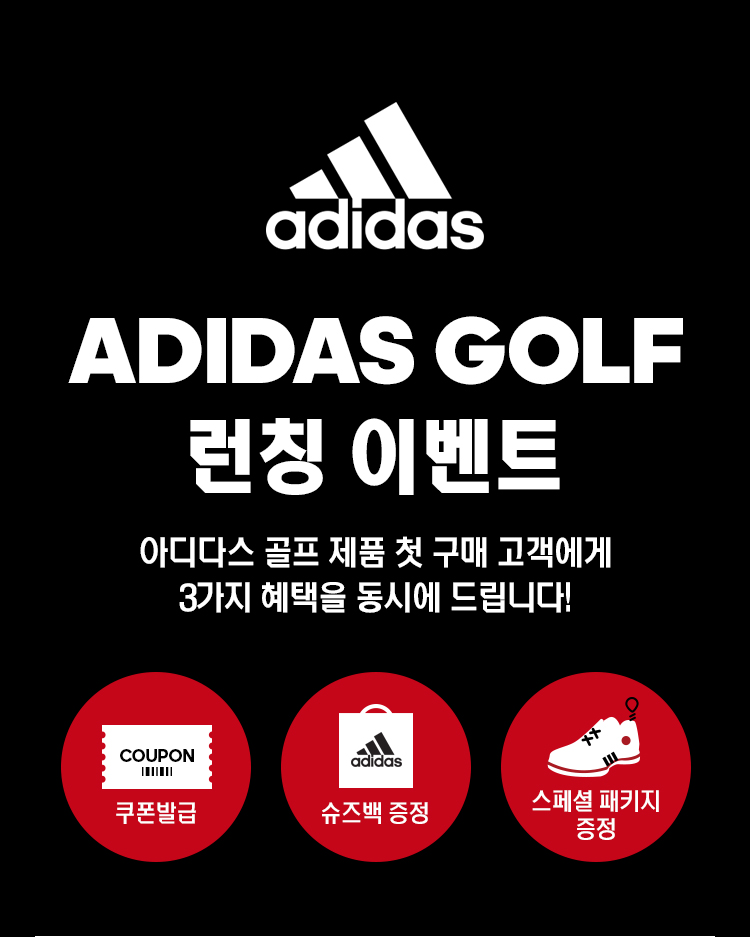 adidas
ADIDAS GOLF
런칭 이벤트
아디다스 골프 제품 첫 구매 고객에게
3가지 혜택을 동시에 드립니다!
COUPON
쿠폰발급
adidas
슈즈백 증정
스페셜 패키지
증정